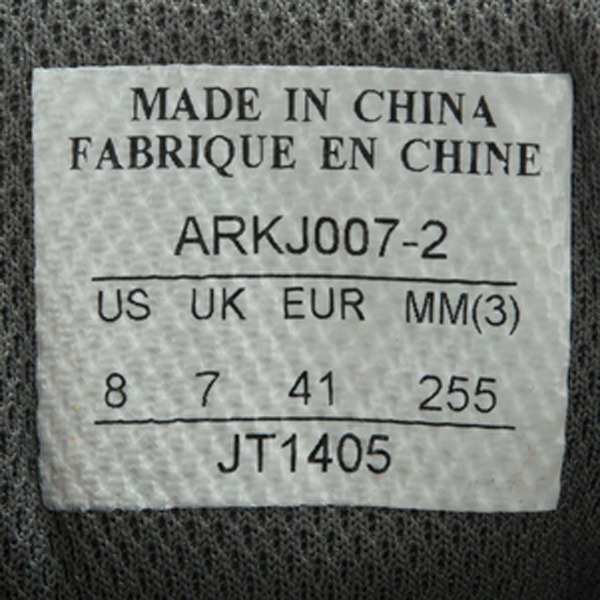 MADE IN CHINA
FABRIQUE EN CHINE
ARKJ007-2
US UK EUR MM(3)
8 7 41 255
JT1405